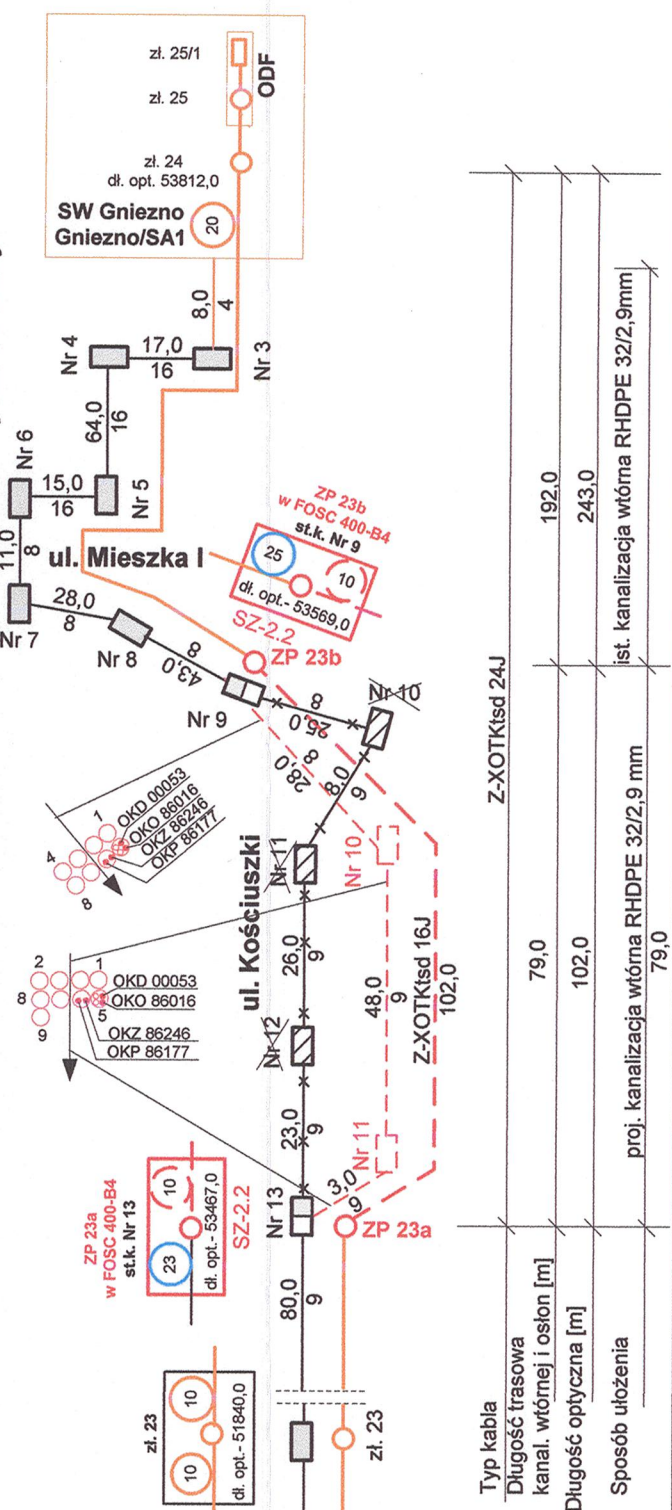 zł. 25/1
zł. 25
ODF
zł. 24
dł. opt. 53812,0
SW Gniezno
Gniezno/SA1
20
8,0
4
Nr 3
17,0
16
Nr 4
64,0
16
Nr 5
15,0
16
Nr 6
11,0
8
Nr 7
28,0
8
Nr 8
43,0
8
Nr 9
ul. Mieszka I
ZP 23b
w FOSC 400-B4
st.k. Nr 9
25
10
dł. opt.- 53569,0
SZ-2.2
ZP 23b
25,0
8
Nr 10
28,0
8
8,0
9
Nr 11
Nr 10
ul. Kościuszki
1
4
8
OKD 00053
OKO 86016
OKZ 86246
OKP 86177
26,0
9
48,0
9
Z-XOTKtsd 16J
102,0
Nr 12
2
1
8
5
9
OKD 00053
OKO 86016
OKZ 86246
OKP 86177
23,0
9
Nr 11
3,0
9
Nr 13
ZP 23a
ZP 23a
w FOSC 400-B4
st.k. Nr 13
23
10
dł. opt.- 53467,0
SZ-2.2
80,0
9
zł. 23
10
10
dł. opt.- 51840,0
zł. 23
Typ kabla
Z-XOTKtsd 24J
Długość trasowa
kanal. wtórnej i osłon [m]
79,0
192,0
Długość optyczna [m]
102,0
243,0
Sposób ułożenia
proj. kanalizacja wtórna RHDPE 32/2,9 mm
ist. kanalizacja wtórna RHDPE 32/2,9mm
79,0